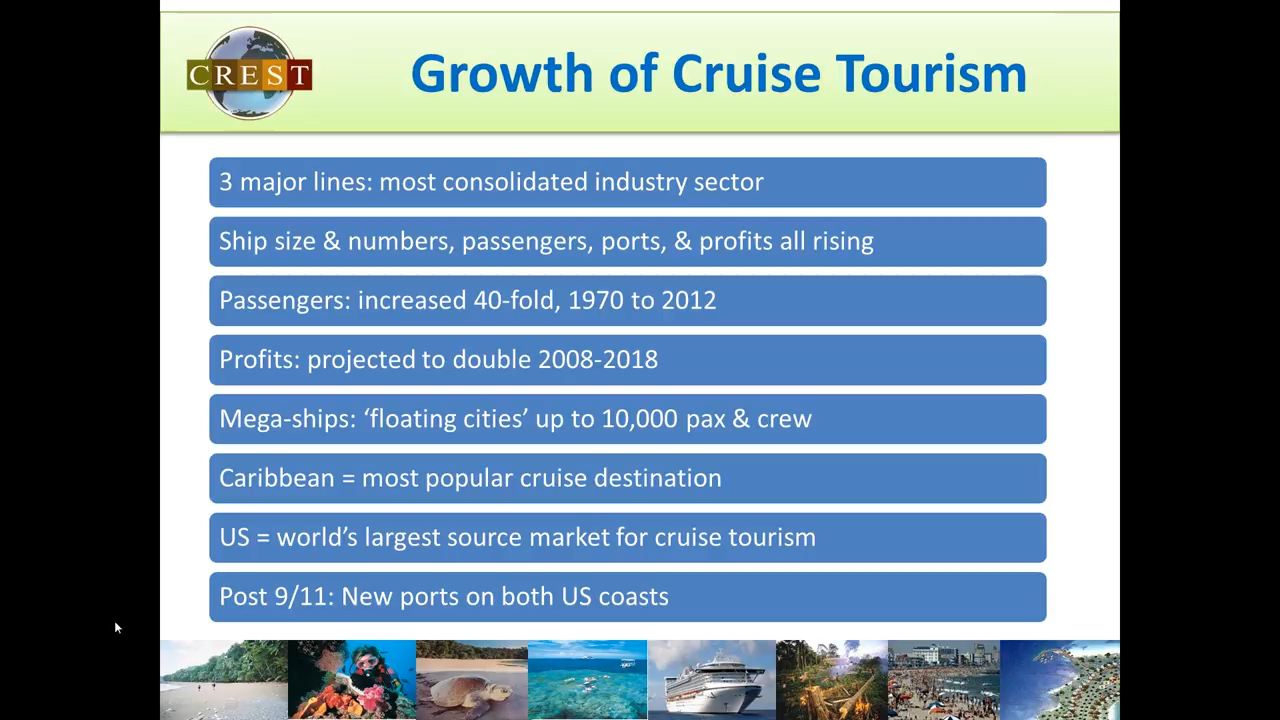 CREST
Growth of Cruise Tourism
3 major lines: most consolidated industry sector
Ship size & numbers, passengers, ports, & profits all rising
Passengers: increased 40-fold, 1970 to 2012
Profits: projected to double 2008-2018
Mega-ships: ‘floating cities’ up to 10,000 pax & crew
Caribbean = most popular cruise destination
US = world’s largest source market for cruise tourism
Post 9/11: New ports on both US coasts